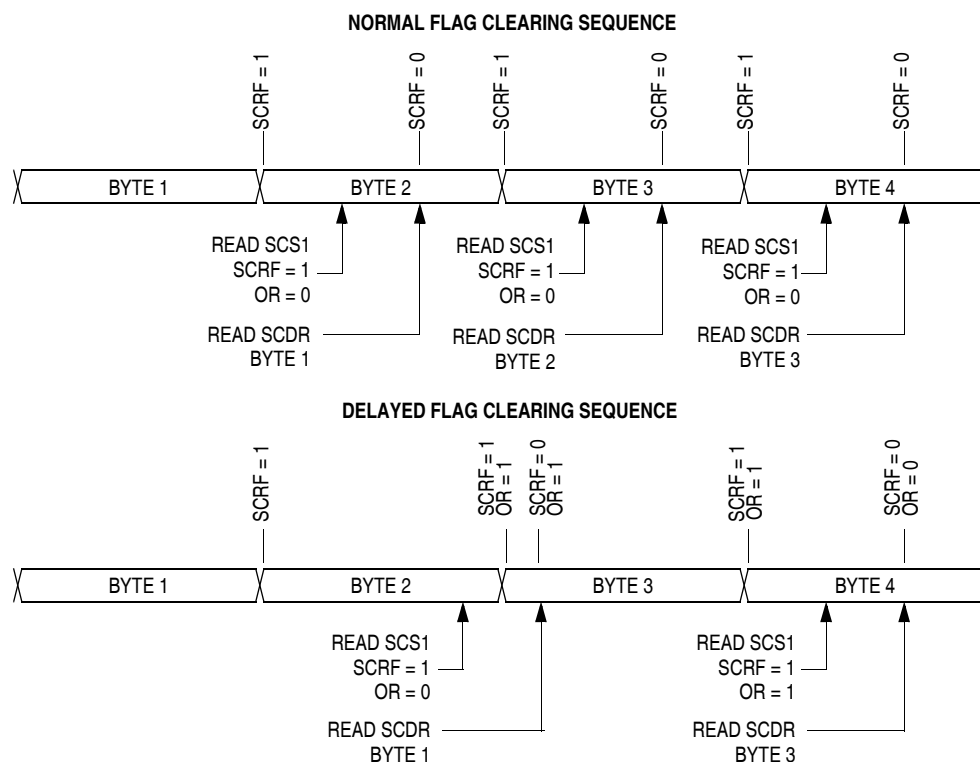 NORMAL FLAG CLEARING SEQUENCE
SCRF = 1
SCRF = 0
SCRF = 1
SCRF = 0
SCRF = 1
SCRF = 0
BYTE 1
BYTE 2
BYTE 3
BYTE 4
READ SCS1
SCRF = 1
OR = 0
READ SCS1
SCRF = 1
OR = 0
READ SCS1
SCRF = 1
OR = 0
READ SCDR
BYTE 1
READ SCDR
BYTE 2
READ SCDR
BYTE 3
DELAYED FLAG CLEARING SEQUENCE
SCRF = 1
SCRF = 1
OR = 1
SCRF = 0
OR = 1
SCRF = 1
OR = 1
SCRF = 0
OR = 0
BYTE 1
BYTE 2
BYTE 3
BYTE 4
READ SCS1
SCRF = 1
OR = 0
READ SCS1
SCRF = 1
OR = 1
READ SCDR
BYTE 1
READ SCDR
BYTE 3